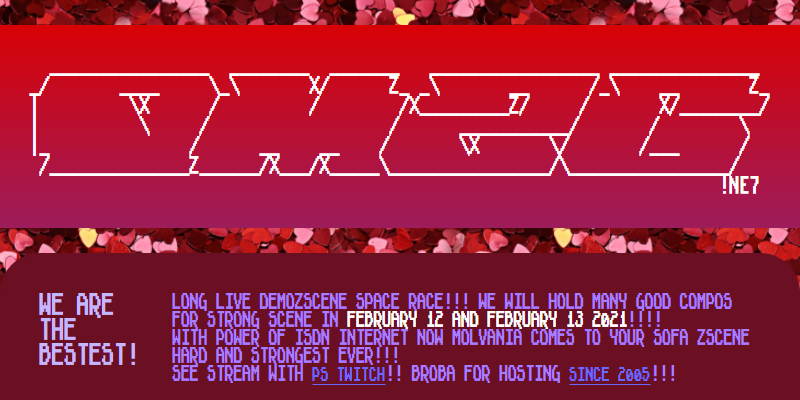 !NE7
WE ARE
THE
BESTEST!
LONG LIVE DEMOZSCENE SPACE RACE!!! WE WILL HOLD MANY GOOD COMPOS
FOR STRONG SCENE IN FEBRUARY 12 AND FEBRUARY 13 2021!!!!
WITH POWER OF ISDN INTERNET NOW MOLVANIA COMES TO YOUR SOFA ZSCENE
HARD AND STRONGEST EVER!!!
SEE STREAM WITH PS TWITCH!! BROBA FOR HOSTING SINCE 2005!!!